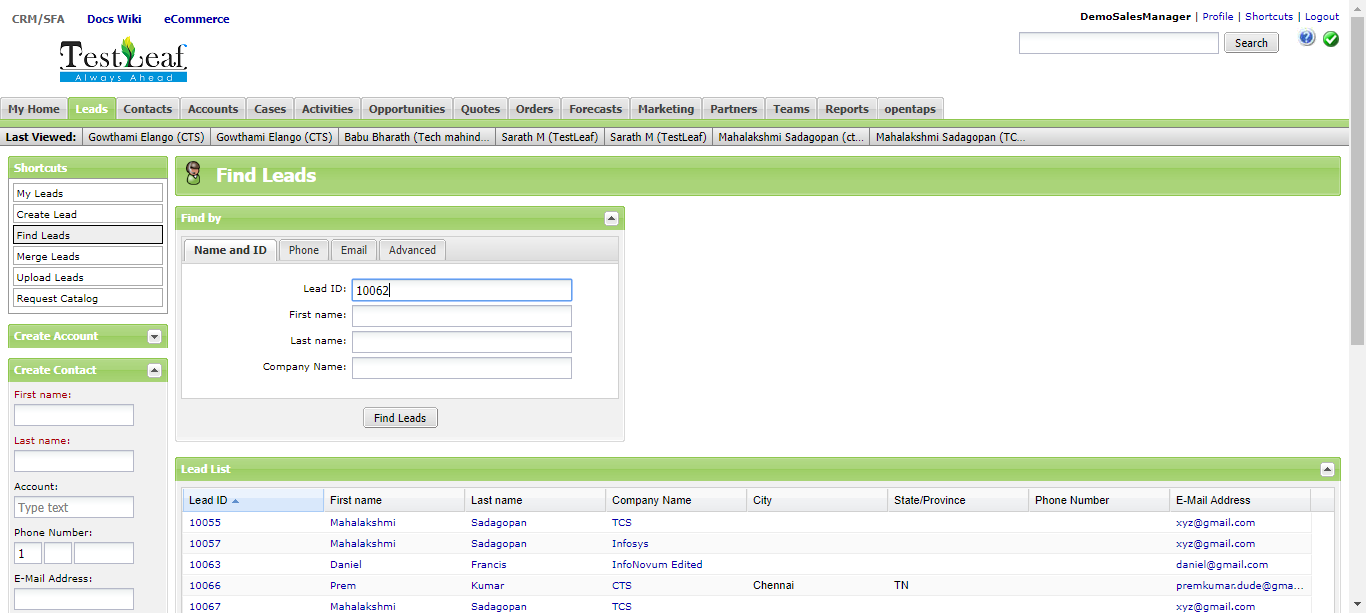 CRM/SFA Docs Wiki eCommerce
DemoSalesManager | Profile | Shortcuts | Logout
TestLeaf
Always Ahead
Search
My Home Leads Contacts Accounts Cases Activities Opportunities Quotes Orders Forecasts Marketing Partners Teams Reports opentaps
Last Viewed: Gowthami Elango (CTS) Gowthami Elango (CTS) Babu Bharath (Tech mahind... Sarath M (TestLeaf) Sarath M (TestLeaf) Mahalakshmi Sadagopan (ct... Mahalakshmi Sadagopan (TC...
Shortcuts
My Leads
Create Lead
Find Leads
Merge Leads
Upload Leads
Request Catalog
Create Account
Create Contact
First name:
Last name:
Account:
Type text
Phone Number:
1
E-Mail Address:
Find Leads
Find by
Name and ID Phone Email Advanced
Lead ID: 10062
First name:
Last name:
Company Name:
Find Leads
Lead List
Lead ID First name Last name Company Name City State/Province Phone Number E-Mail Address
10055 Mahalakshmi Sadagopan TCS xyz@gmail.com
10057 Mahalakshmi Sadagopan Infosys xyz@gmail.com
10063 Daniel Francis InfoNovum Edited daniel@gmail.com
10066 Prem Kumar CTS Chennai TN premkumar.dude@gma...
10067 Mahalakshmi Sadagopan TCS xyz@gmail.com